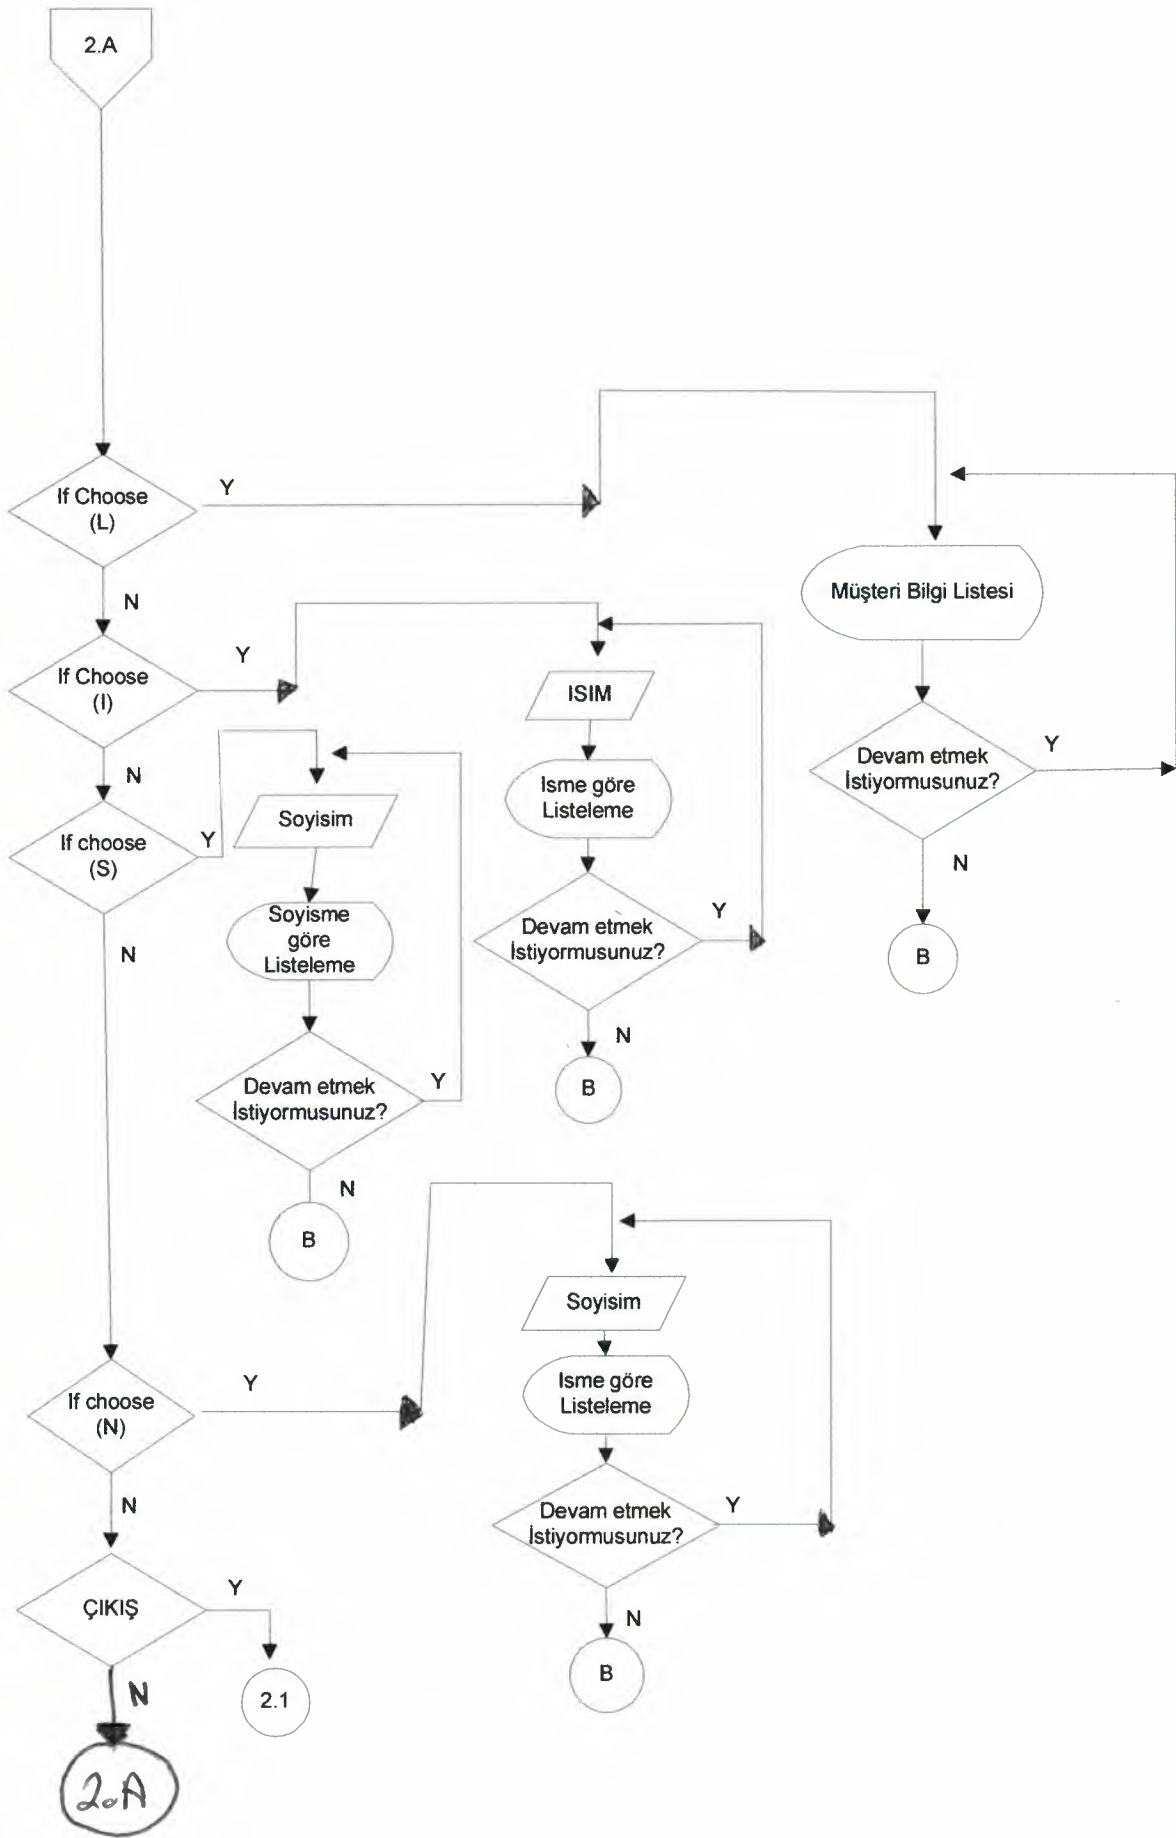 2.A
If Choose
(L)
Y
N
Müşteri Bilgi Listesi
Devam etmek
İstiyormusunuz?
Y
N
B
If Choose
(I)
Y
N
ISIM
Isme göre
Listeleme
Devam etmek
İstiyormusunuz?
Y
N
B
If choose
(S)
Y
N
Soyisim
Soyisme
göre
Listeleme
Devam etmek
İstiyormusunuz?
Y
N
B
If choose
(N)
Y
N
Soyisim
Isme göre
Listeleme
Devam etmek
İstiyormusunuz?
Y
N
B
ÇIKIŞ
Y
2.1
N
2.A